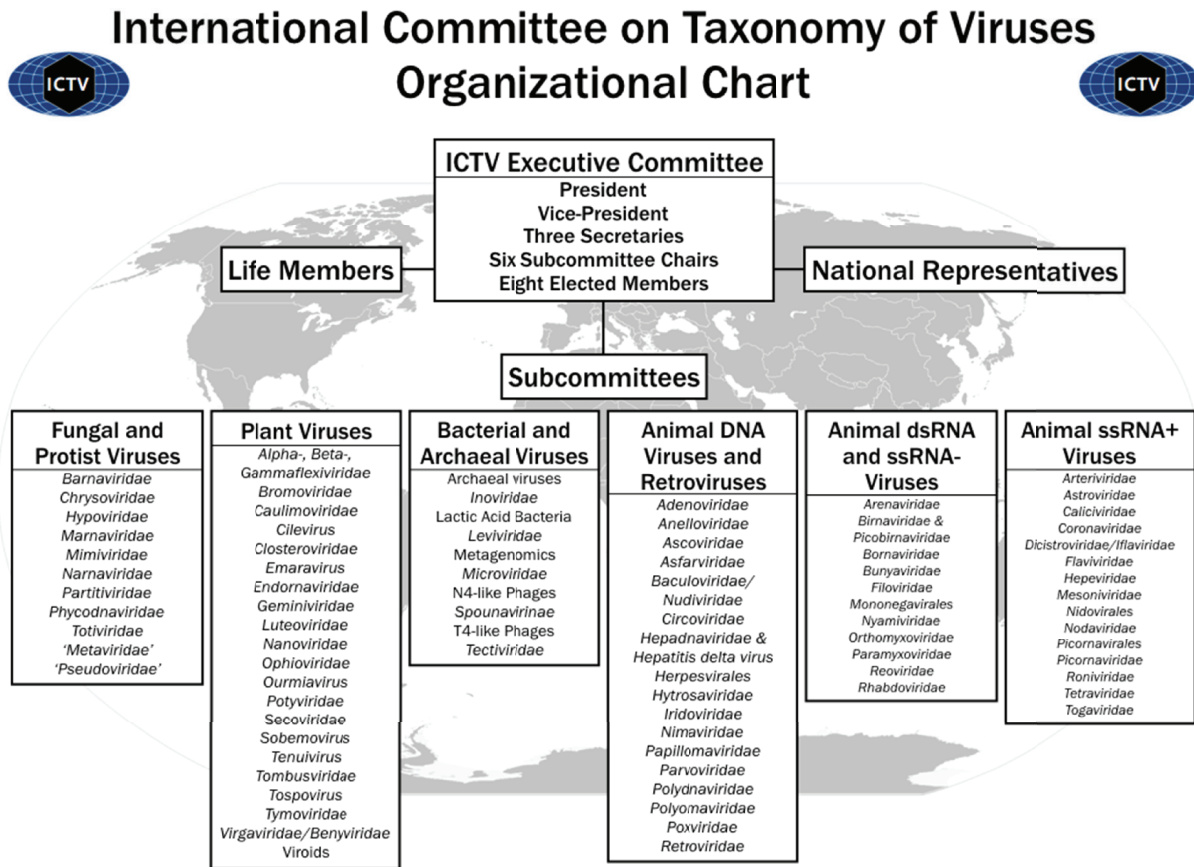 International Committee on Taxonomy of Viruses
Organizational Chart
ICTV
ICTV
ICTV Executive Committee
President
Vice-President
Three Secretaries
Six Subcommittee Chairs
Eight Elected Members
Life Members
National Representatives
Subcommittees
Fungal and
Protist Viruses
Barnaviridae
Chrysoviridae
Hypoviridae
Marnaviridae
Mimiviridae
Narnaviridae
Partitiviridae
Phycodnaviridae
Totiviridae
‘Metaviridae’
‘Pseudoviridae’
Plant Viruses
Alpha-, Beta-,
Gammaflexiviridae
Bromoviridae
Caulimoviridae
Cilevirus
Closteroviridae
Emaravirus
Endornaviridae
Geminiviridae
Luteoviridae
Nanoviridae
Ophioviridae
Ourmiavirus
Potyviridae
Secoviridae
Sobemovirus
Tenuivirus
Tombusviridae
Tospovirus
Tymoviridae
Virgaviridae/Benyviridae
Viroids
Bacterial and
Archaeal Viruses
Archaeal viruses
Inoviridae
Lactic Acid Bacteria
Leviviridae
Metagenomics
Microviridae
N4-like Phages
Spounavirinae
T4-like Phages
Tectiviridae
Animal DNA
Viruses and
Retroviruses
Adenoviridae
Anelloviridae
Ascoviridae
Asfarviridae
Baculoviridae/
Nudiviridae
Circoviridae
Hepadnaviridae &
Hepatitis delta virus
Herpesvirales
Hytrosaviridae
Iridoviridae
Nimaviridae
Papillomaviridae
Parvoviridae
Polydnaviridae
Polyomaviridae
Poxviridae
Retroviridae
Animal dsRNA
and ssRNA-
Viruses
Arenaviridae
Birnaviridae &
Picobirnaviridae
Bornaviridae
Bunyaviridae
Filoviridae
Mononegavirales
Nyamiviridae
Orthomyxoviridae
Paramyxoviridae
Reoviridae
Rhabdoviridae
Animal ssRNA+
Viruses
Arteriviridae
Astroviridae
Caliciviridae
Coronaviridae
Dicistroviridae/Iflaviridae
Flaviviridae
Hepeviridae
Mesoniviridae
Nidovirales
Nodaviridae
Picornavirales
Picornaviridae
Roniviridae
Tetraviridae
Togaviridae